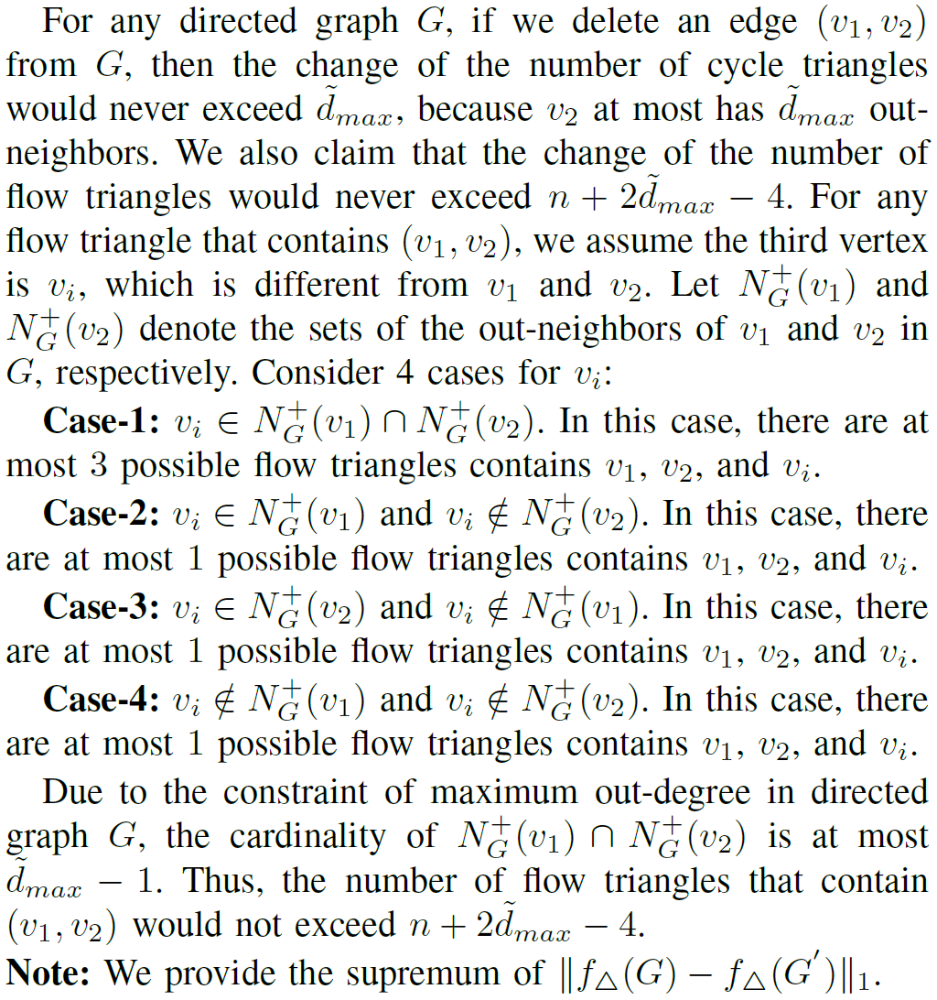 For any directed graph $G$, if we delete an edge $(v_1, v_2)$
from $G$, then the change of the number of cycle triangles
would never exceed $\tilde{d}_{max}$, because $v_2$ at most has $\tilde{d}_{max}$ out-
neighbors. We also claim that the change of the number of
flow triangles would never exceed $n + 2\tilde{d}_{max} - 4$. For any
flow triangle that contains $(v_1, v_2)$, we assume the third vertex
is $v_i$, which is different from $v_1$ and $v_2$. Let $N_G^+(v_1)$ and
$N_G^+(v_2)$ denote the sets of the out-neighbors of $v_1$ and $v_2$ in
$G$, respectively. Consider 4 cases for $v_i$:
Case-1: $v_i \in N_G^+(v_1) \cap N_G^+(v_2)$. In this case, there are at
most 3 possible flow triangles contains $v_1$, $v_2$, and $v_i$.
Case-2: $v_i \in N_G^+(v_1)$ and $v_i \notin N_G^+(v_2)$. In this case, there
are at most 1 possible flow triangles contains $v_1$, $v_2$, and $v_i$.
Case-3: $v_i \in N_G^+(v_2)$ and $v_i \notin N_G^+(v_1)$. In this case, there
are at most 1 possible flow triangles contains $v_1$, $v_2$, and $v_i$.
Case-4: $v_i \notin N_G^+(v_1)$ and $v_i \notin N_G^+(v_2)$. In this case, there
are at most 1 possible flow triangles contains $v_1$, $v_2$, and $v_i$.
Due to the constraint of maximum out-degree in directed
graph $G$, the cardinality of $N_G^+(v_1) \cap N_G^+(v_2)$ is at most
$\tilde{d}_{max} - 1$. Thus, the number of flow triangles that contain
$(v_1, v_2)$ would not exceed $n + 2\tilde{d}_{max} - 4$.
Note: We provide the supremum of $\|f_\triangle(G) - f_\triangle(G')\|_1$.